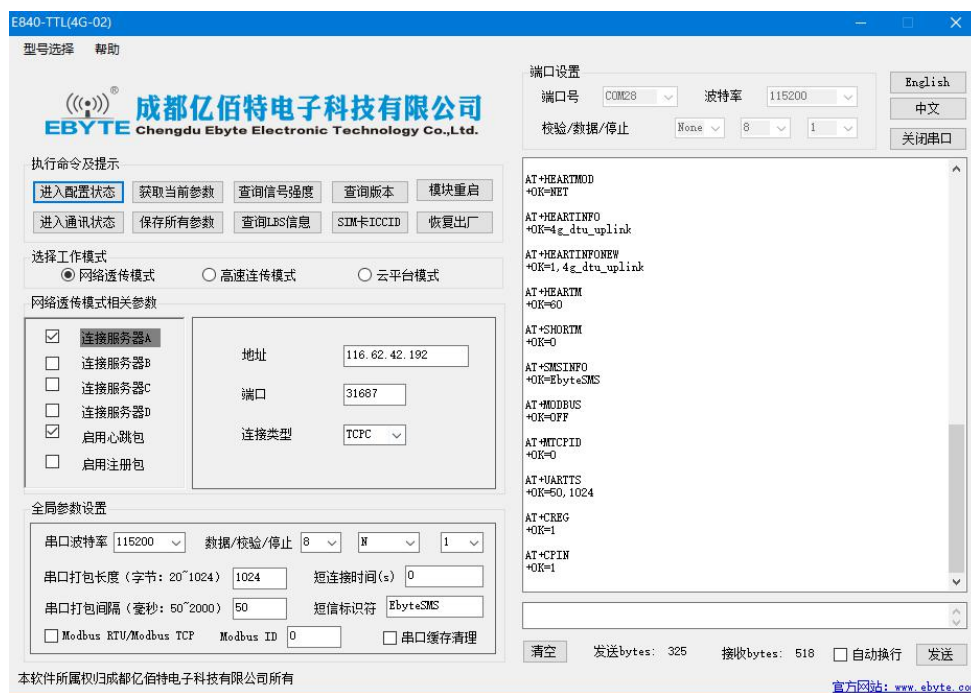 E840-TTL(4G-02)
型号选择 帮助
成都亿佰特电子科技有限公司
EBYTE Chengdu Ebyte Electronic Technology Co.,Ltd.
®
执行命令及提示
进入配置状态 获取当前参数 查询信号强度 查询版本 模块重启
进入通讯状态 保存所有参数 查询LBS信息 SIM卡ICCID 恢复出厂
选择工作模式
网络透传模式 高速连传模式 云平台模式
网络透传模式相关参数
连接服务器A
连接服务器B
连接服务器C
连接服务器D
启用心跳包
启用注册包
地址 116.62.42.192
端口 31687
连接类型 TCPC
全局参数设置
串口波特率 115200 数据/校验/停止 8 N 1
串口打包长度(字节: 20~1024) 1024 短连接时间(s) 0
串口打包间隔(毫秒: 50~2000) 50 短信标识符 EbyteSMS
Modbus RTU/Modbus TCP Modbus ID 0 串口缓存清理
本软件所属权归成都亿佰特电子科技有限公司所有
端口设置
端口号 COM28 波特率 115200
校验/数据/停止 None 8 1
English
中文
关闭串口
AT+HEARTMOD
+OK=NET
AT+HEARTINFO
+OK=4g_dtu_uplink
AT+HEARTINFONEW
+OK=1,4g_dtu_uplink
AT+HEARTM
+OK=60
AT+SHORTM
+OK=0
AT+SMSINFO
+OK=EbyteSMS
AT+MODBUS
+OK=OFF
AT+MTCPID
+OK=0
AT+UARTTS
+OK=50,1024
AT+CREG
+OK=1
AT+CPIN
+OK=1
清空 发送bytes: 325 接收bytes: 518 自动换行 发送
官方网站: www.ebyte.co